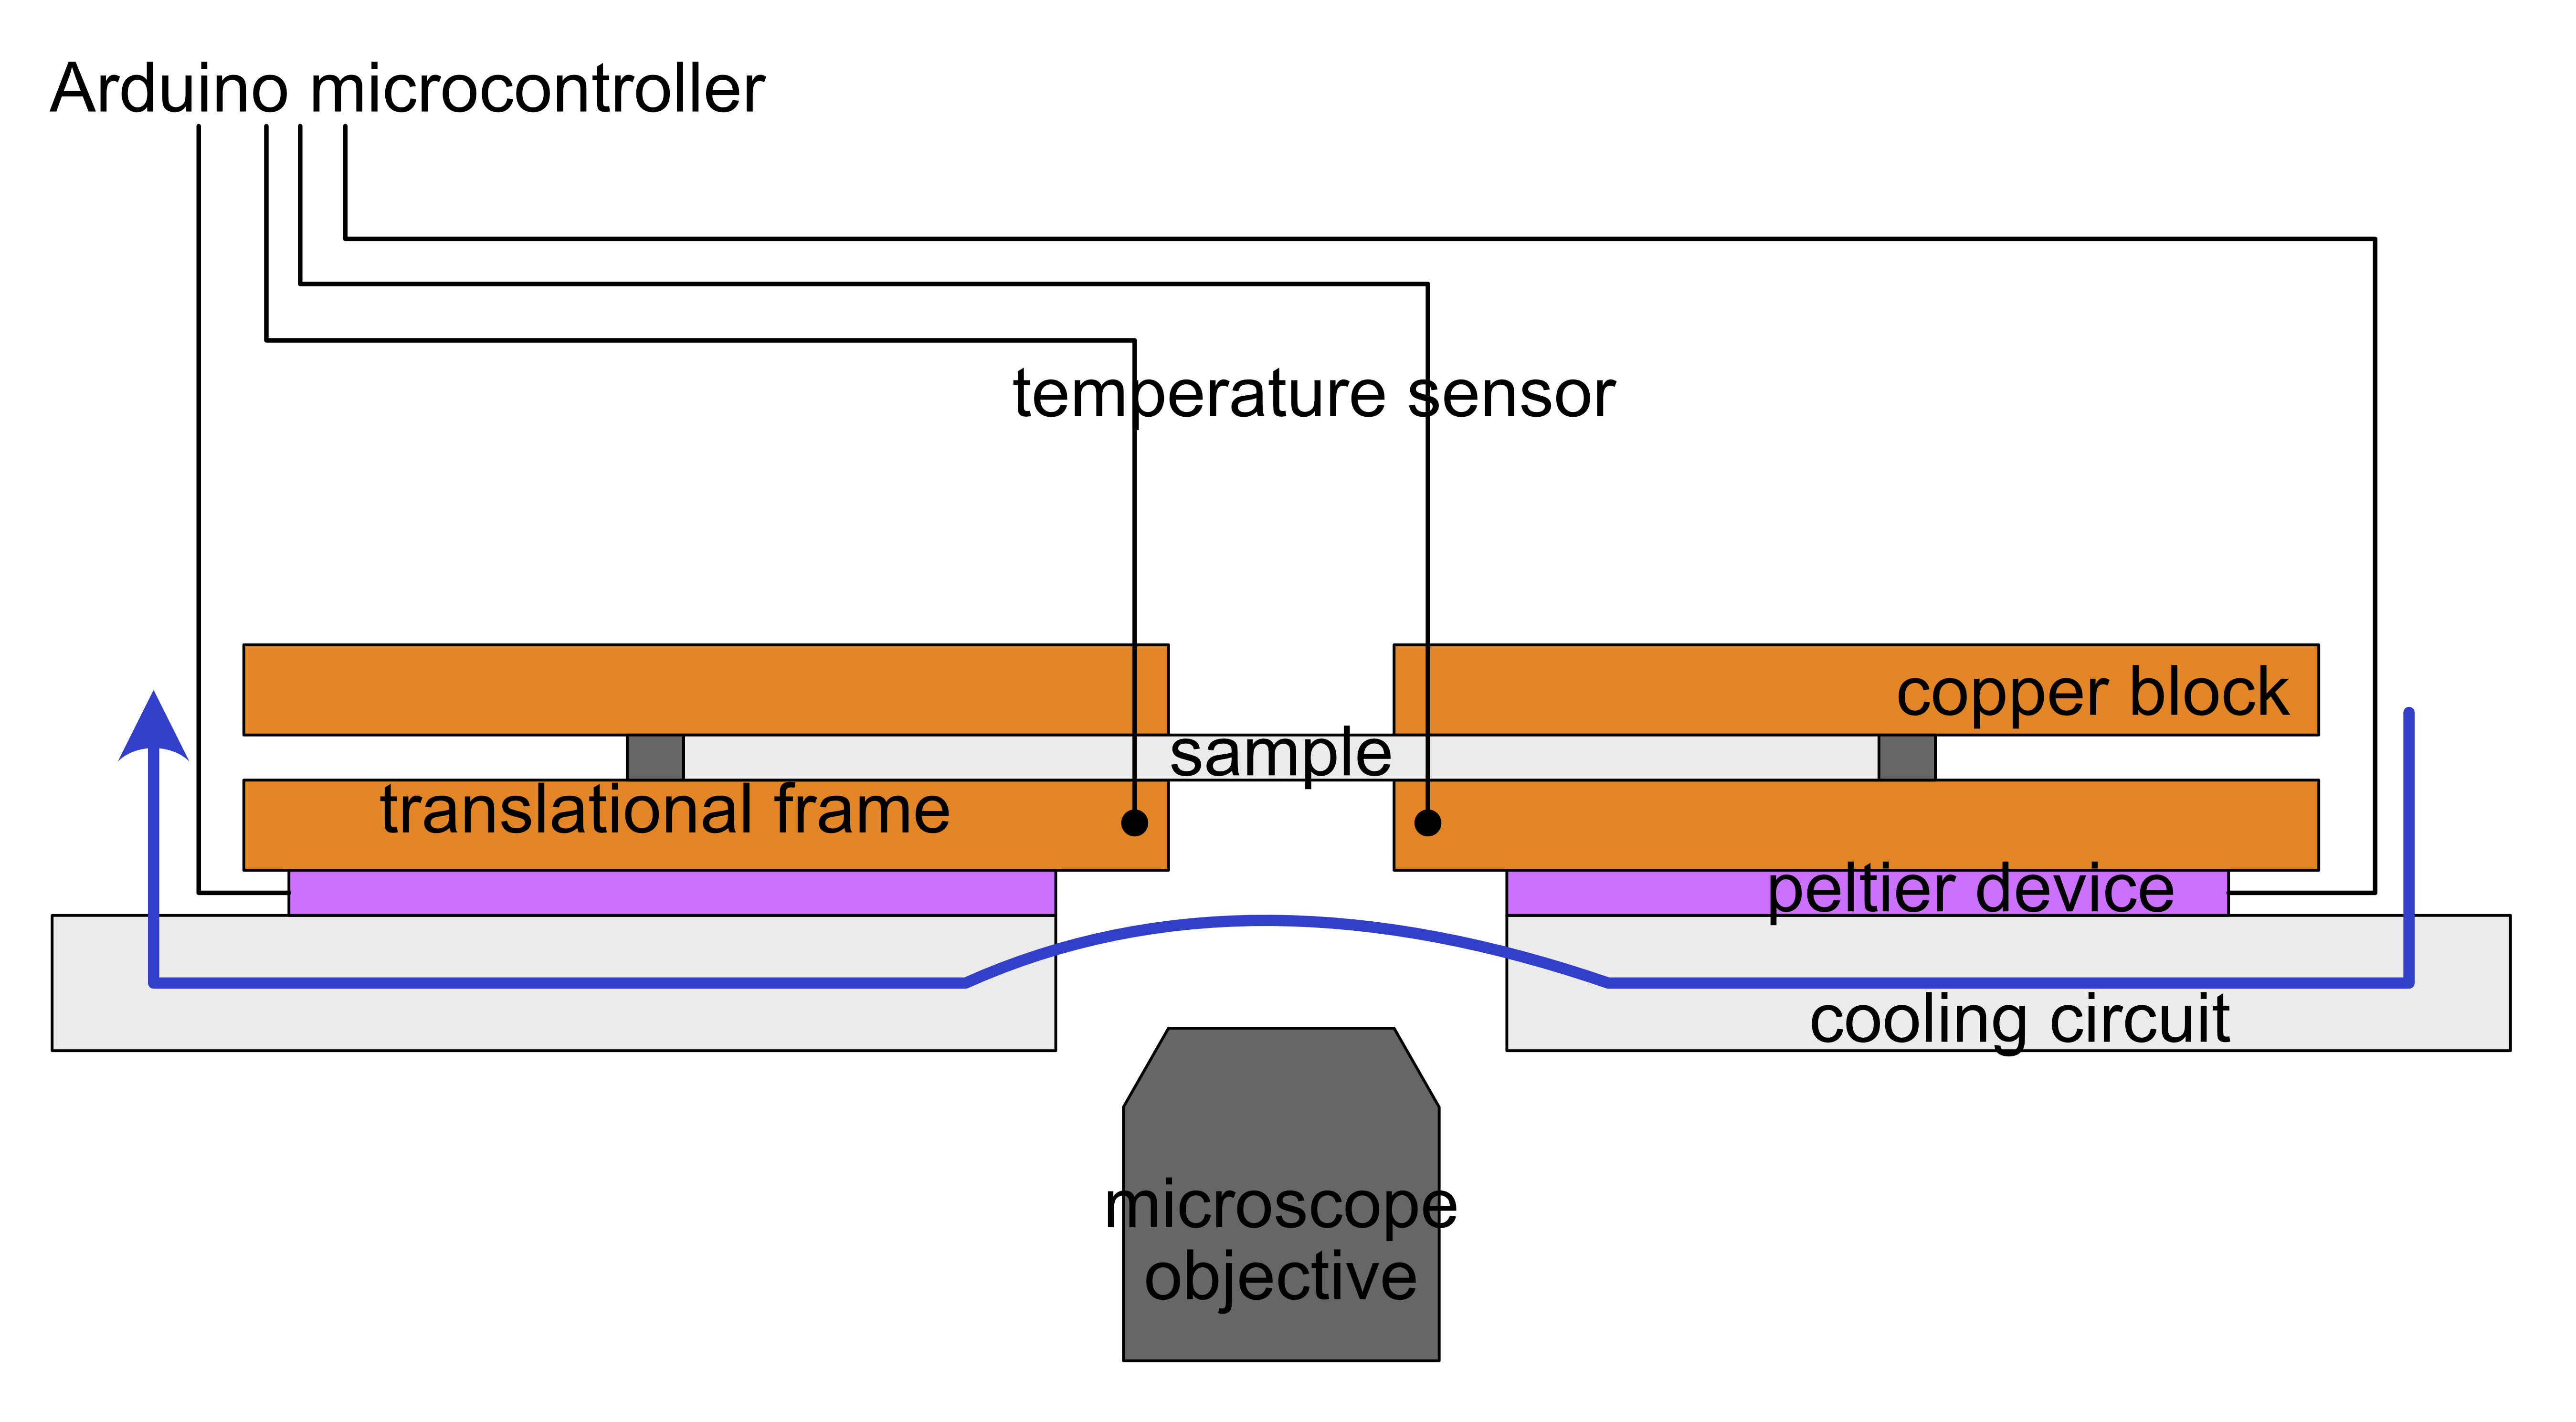 Arduino microcontroller
temperature sensor
copper block
sample
translational frame
peltier device
cooling circuit
microscope
objective